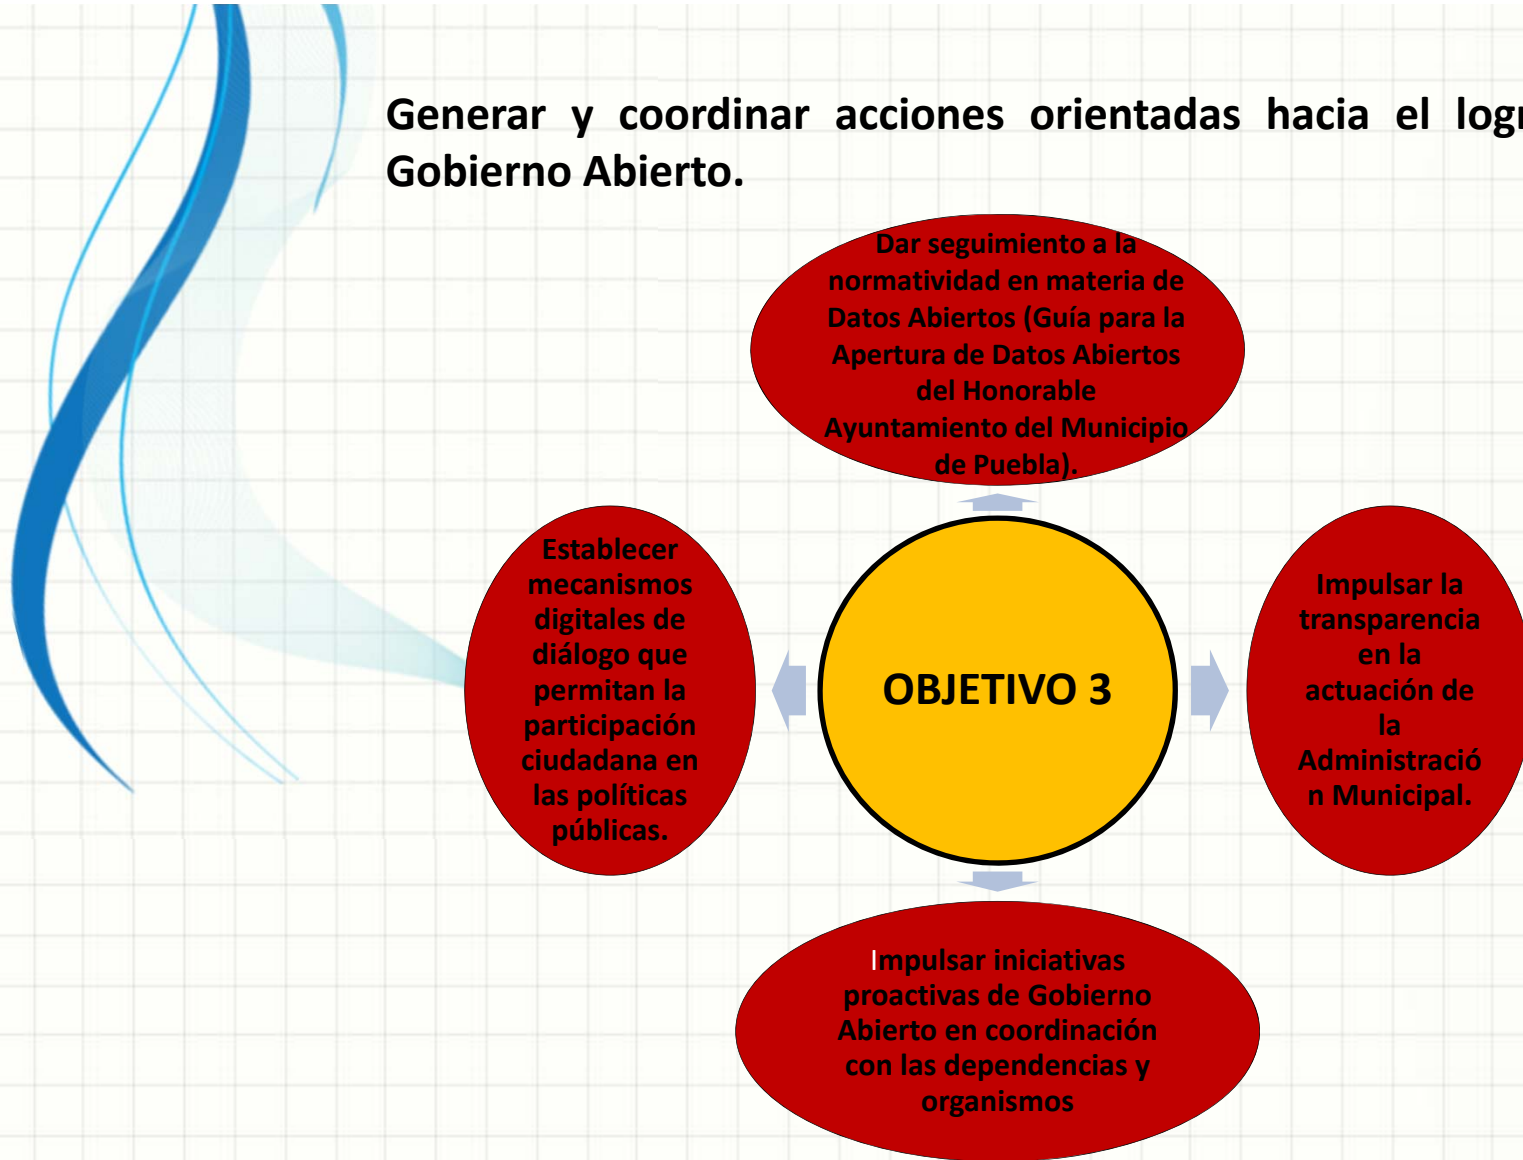 Generar y coordinar acciones orientadas hacia el
Gobierno Abierto.
Dar seguimiento a la
normatividad en materia de
Datos Abiertos (Guía para la
Apertura de Datos Abiertos
del Honorable
Ayuntamiento del Municipio
de Puebla).
Establecer
mecanismos
digitales de
diálogo que
permitan la
participación
ciudadana en
las políticas
públicas.
OBJETIVO 3
Impulsar la
transparencia
en la
actuación de
la
Administració
n Municipal.
Impulsar iniciativas
proactivas de Gobierno
Abierto en coordinación
con las dependencias y
organismos